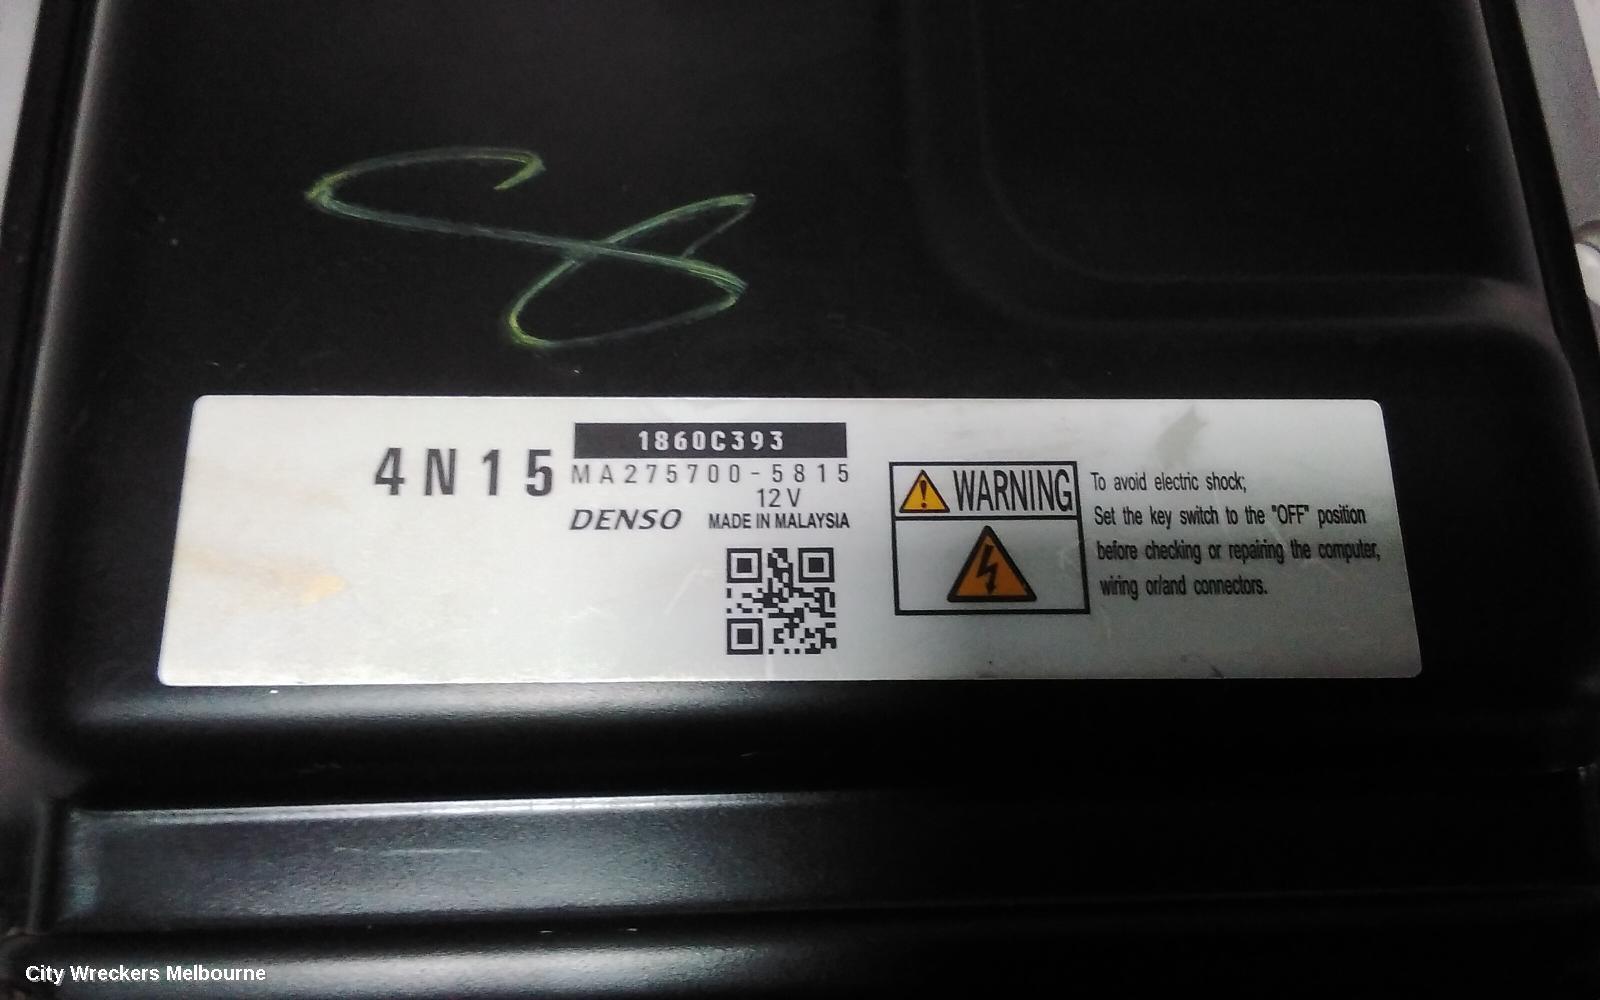 S8
4N15
1860C393
MA275700-5815
12V
DENSO MADE IN MALAYSIA
WARNING
To avoid electric shock;
Set the key switch to the "OFF" position
before checking or repairing the computer,
wiring or/and connectors.
City Wreckers Melbourne